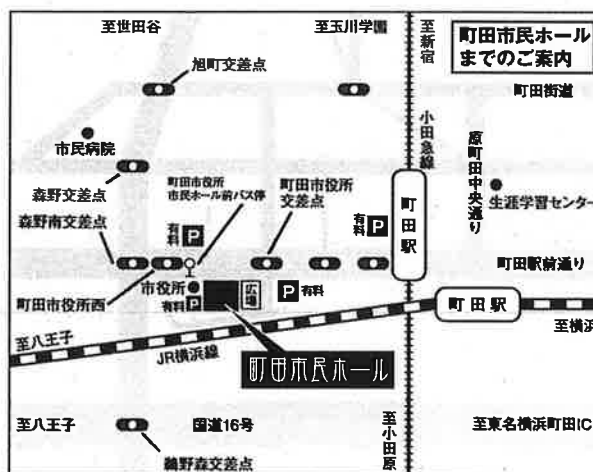 至世田谷
至玉川学園
至新宿
町田市民ホール
までのご案内
旭町交差点
町田街道
小田急線
市民病院
原町田中央通り
生涯学習センター
森野交差点
町田市役所
市民ホール前バス停
町田市役所
交差点
森野南交差点
有料
P
有料
P
町田駅
町田駅前通り
町田市役所西
市役所
有料
P
広場
P
有料
町田駅
至横浜
至八王子
JR横浜線
町田市民ホール
至八王子
国道16号
至小田原
至東名横浜町田IC
鵜野森交差点